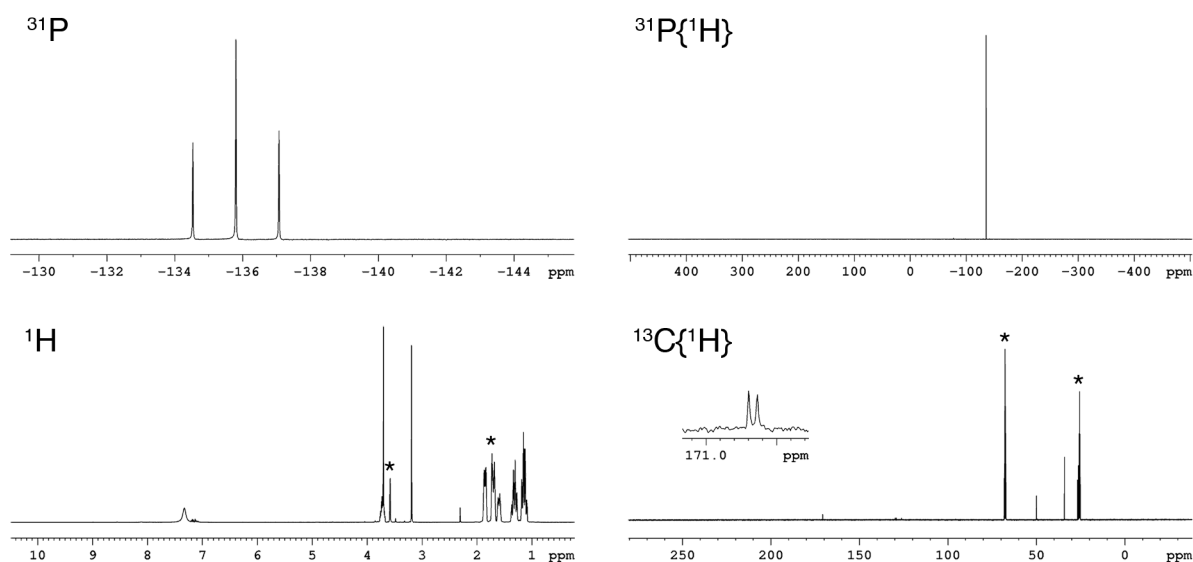 ³¹P
-130 -132 -134 -136 -138 -140 -142 -144 ppm
³¹P{¹H}
400 300 200 100 0 -100 -200 -300 -400 ppm
¹H
*
*
10 9 8 7 6 5 4 3 2 1 ppm
¹³C{¹H}
*
*
171.0 ppm
250 200 150 100 50 0 ppm